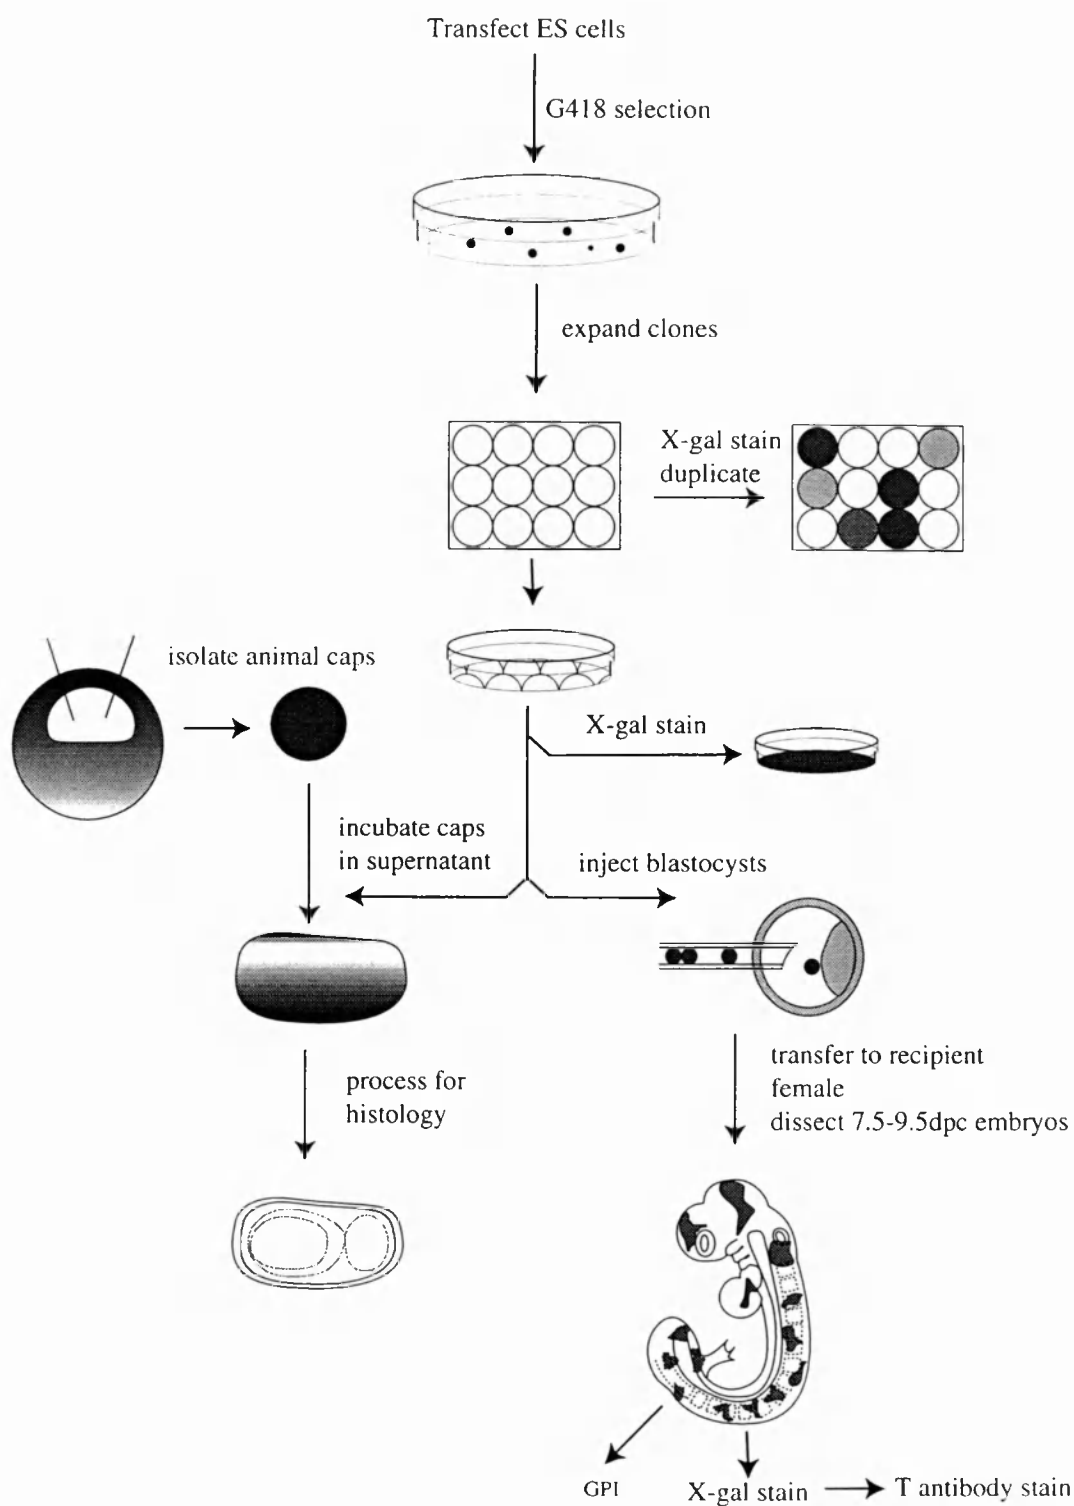 Transfect ES cells
G418 selection
expand clones
X-gal stain
duplicate
isolate animal caps
X-gal stain
incubate caps
in supernatant
inject blastocysts
process for
histology
transfer to recipient
female
dissect 7.5-9.5dpc embryos
GPI
X-gal stain
T antibody stain